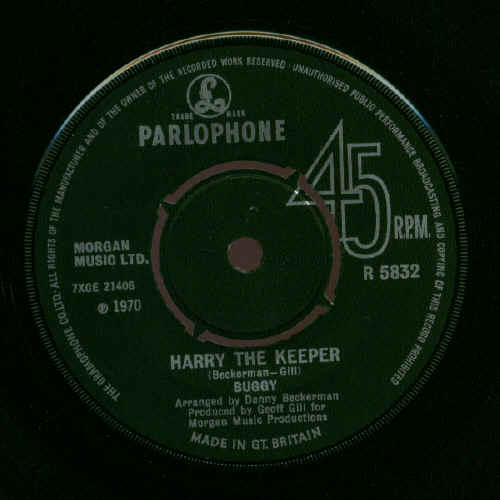 THE GRAMOPHONE CO. LTD. ALL RIGHTS OF THE MANUFACTURER AND OF THE OWNER OF THE RECORDED WORK RESERVED · UNAUTHORISED PUBLIC PERFORMANCE BROADCASTING AND COPYING OF THIS RECORD PROHIBITED
£
TRADE MARK
PARLOPHONE
45
R.P.M.
MORGAN
MUSIC LTD.
R 5832
7XCE 21406
℗ 1970
HARRY THE KEEPER
(Beckerman—Gill)
BUGGY
Arranged by Danny Beckerman
Produced by Geoff Gill for
Morgan Music Productions
MADE IN GT. BRITAIN